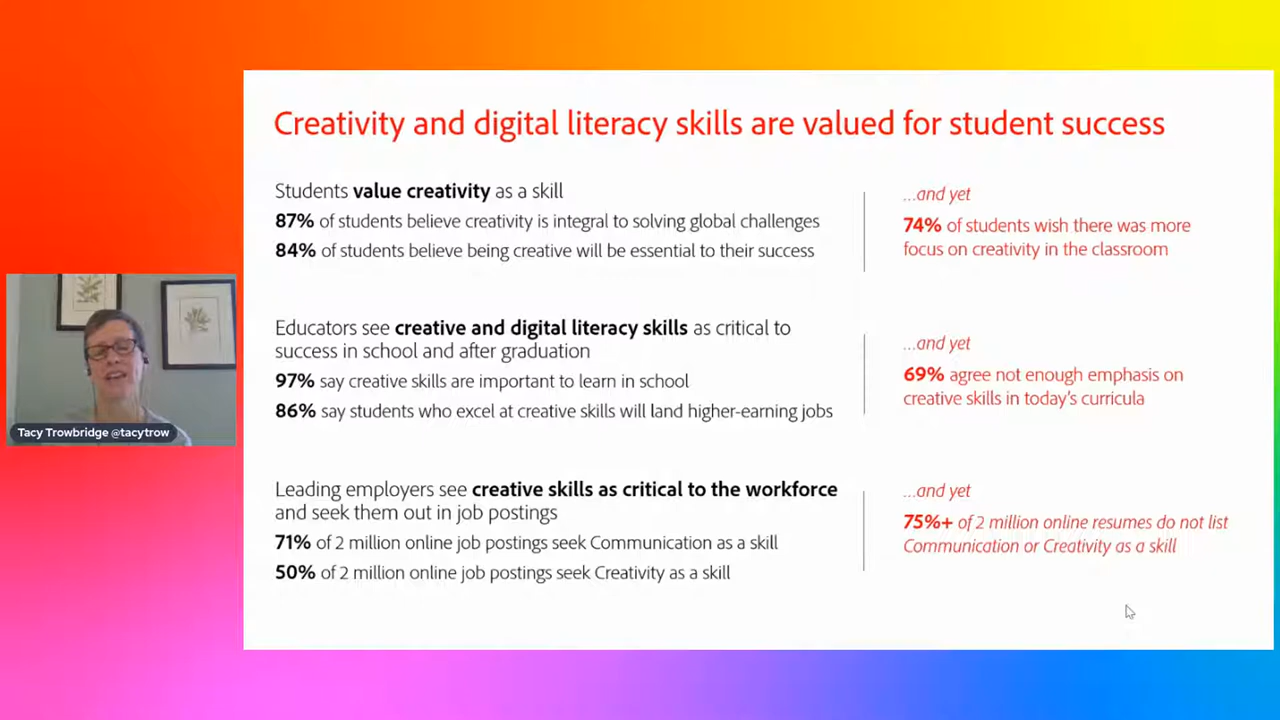 Creativity and digital literacy skills are valued for student success
Students value creativity as a skill
87% of students believe creativity is integral to solving global challenges
84% of students believe being creative will be essential to their success
...and yet
74% of students wish there was more
focus on creativity in the classroom
Educators see creative and digital literacy skills as critical to
success in school and after graduation
97% say creative skills are important to learn in school
86% say students who excel at creative skills will land higher-earning jobs
...and yet
69% agree not enough emphasis on
creative skills in today's curricula
Leading employers see creative skills as critical to the workforce
and seek them out in job postings
71% of 2 million online job postings seek Communication as a skill
50% of 2 million online job postings seek Creativity as a skill
...and yet
75%+ of 2 million online resumes do not list
Communication or Creativity as a skill
Tacy Trowbridge @tacytrow